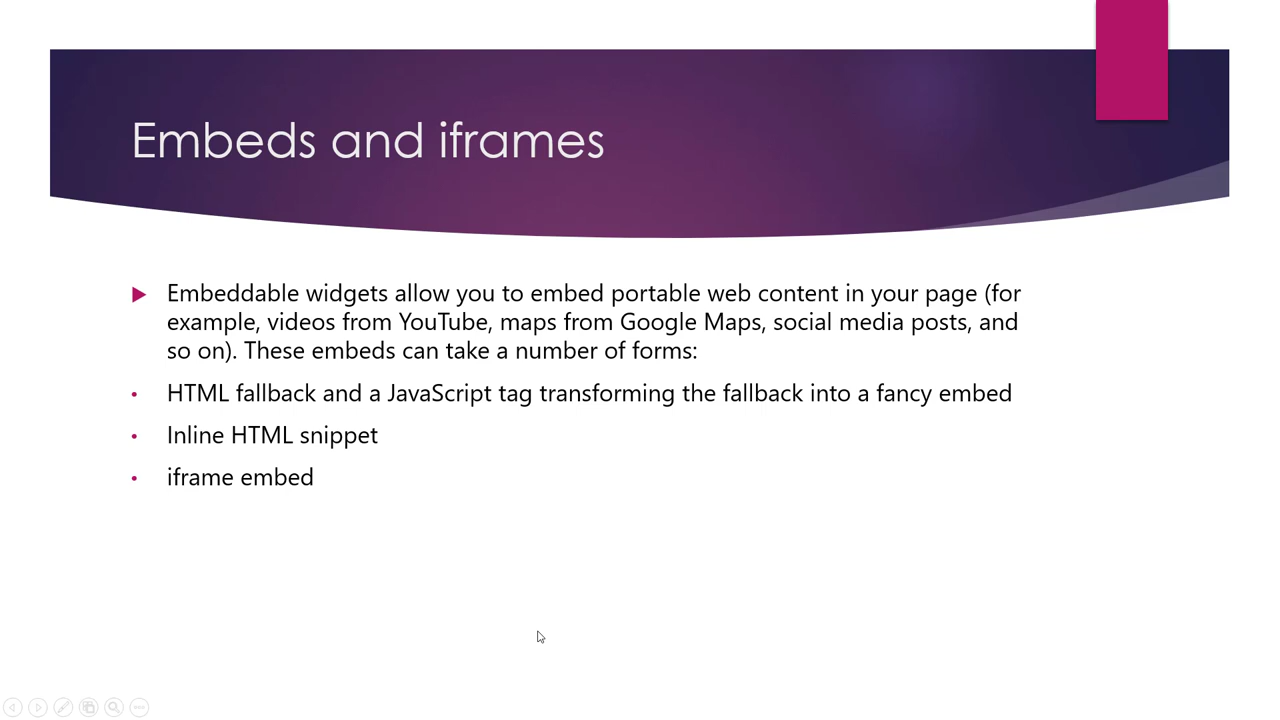 Embeds and iframes
Embeddable widgets allow you to embed portable web content in your page (for
example, videos from YouTube, maps from Google Maps, social media posts, and
so on). These embeds can take a number of forms:
HTML fallback and a JavaScript tag transforming the fallback into a fancy embed
Inline HTML snippet
iframe embed